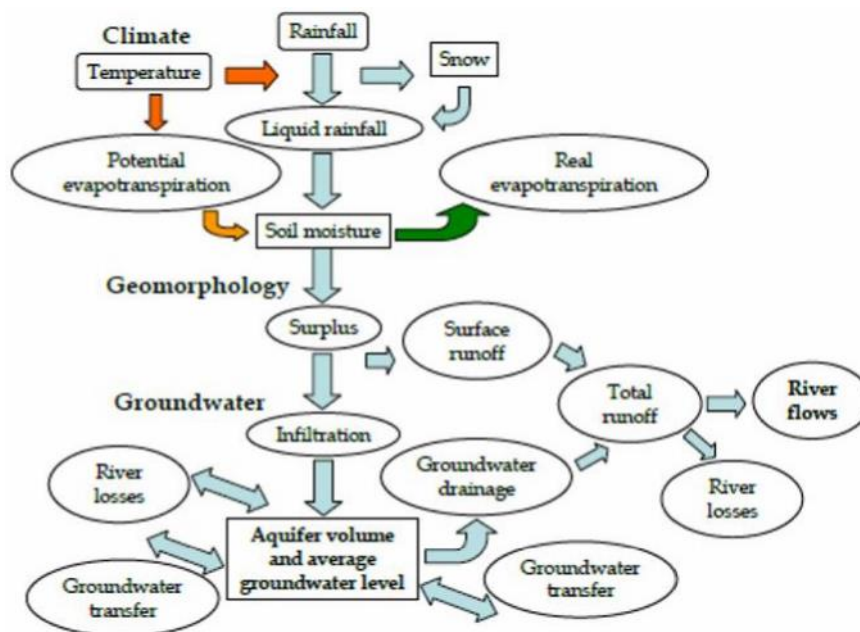 Climate
Rainfall
Temperature
Snow
Liquid rainfall
Potential
evapotranspiration
Real
evapotranspiration
Soil moisture
Geomorphology
Surplus
Surface
runoff
Groundwater
Total
runoff
River
flows
Infiltration
River
losses
Groundwater
drainage
River
losses
Aquifer volume
and average
groundwater level
Groundwater
transfer
Groundwater
transfer